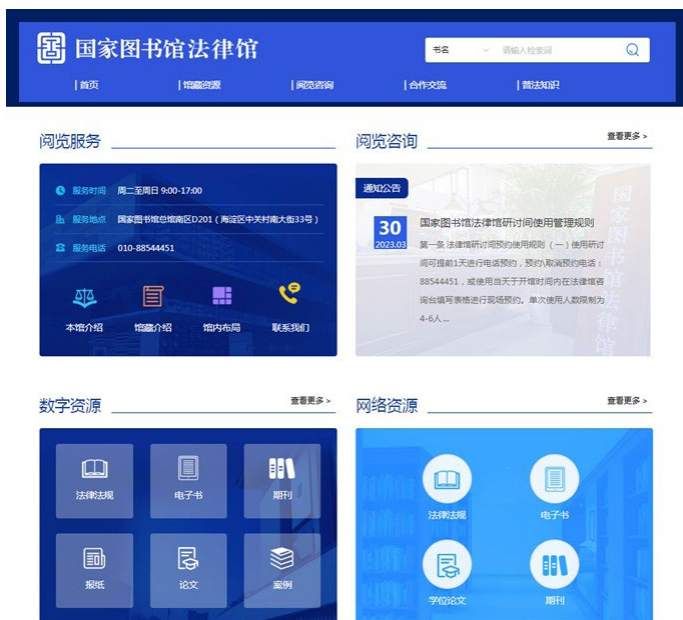 国家图书馆法律馆
书名
请输入检索词
首页
馆藏资源
阅览咨询
合作交流
普法知识
阅览服务
服务时间 周二至周日 9:00-17:00
服务地点 国家图书馆总馆南区D201（海淀区中关村南大街33号）
服务电话 010-88544451
本馆介绍
馆藏介绍
馆内布局
联系我们
阅览咨询
查看更多 >
通知公告
30
2023.03
国家图书馆法律馆研讨间使用管理规则
第一条 法律馆研讨间预约使用规则 （一）使用研讨
间可提前1天进行电话预约，预约\取消预约电话：
88544451，或使用当天于开馆时间内在法律馆咨
询台填写表格进行现场预约。单次使用人数限制为
4-6人...
国家图书馆法律馆
数字资源
查看更多 >
法律法规
电子书
期刊
报纸
论文
案例
网络资源
查看更多 >
法律法规
电子书
学位论文
期刊